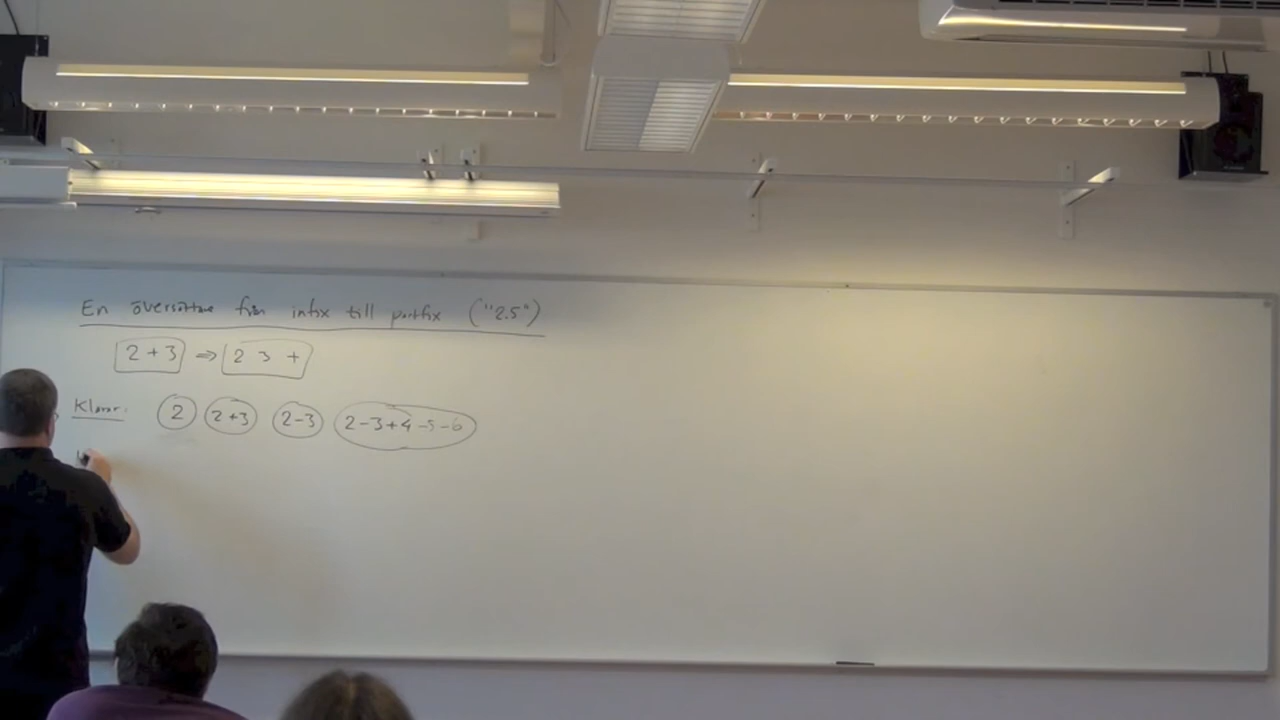 En översättare från infix till postfix ("2.5")
2 + 3 ⇒ 2 3 +
Klarar: 2 2+3 2-3 2-3+4-5-6